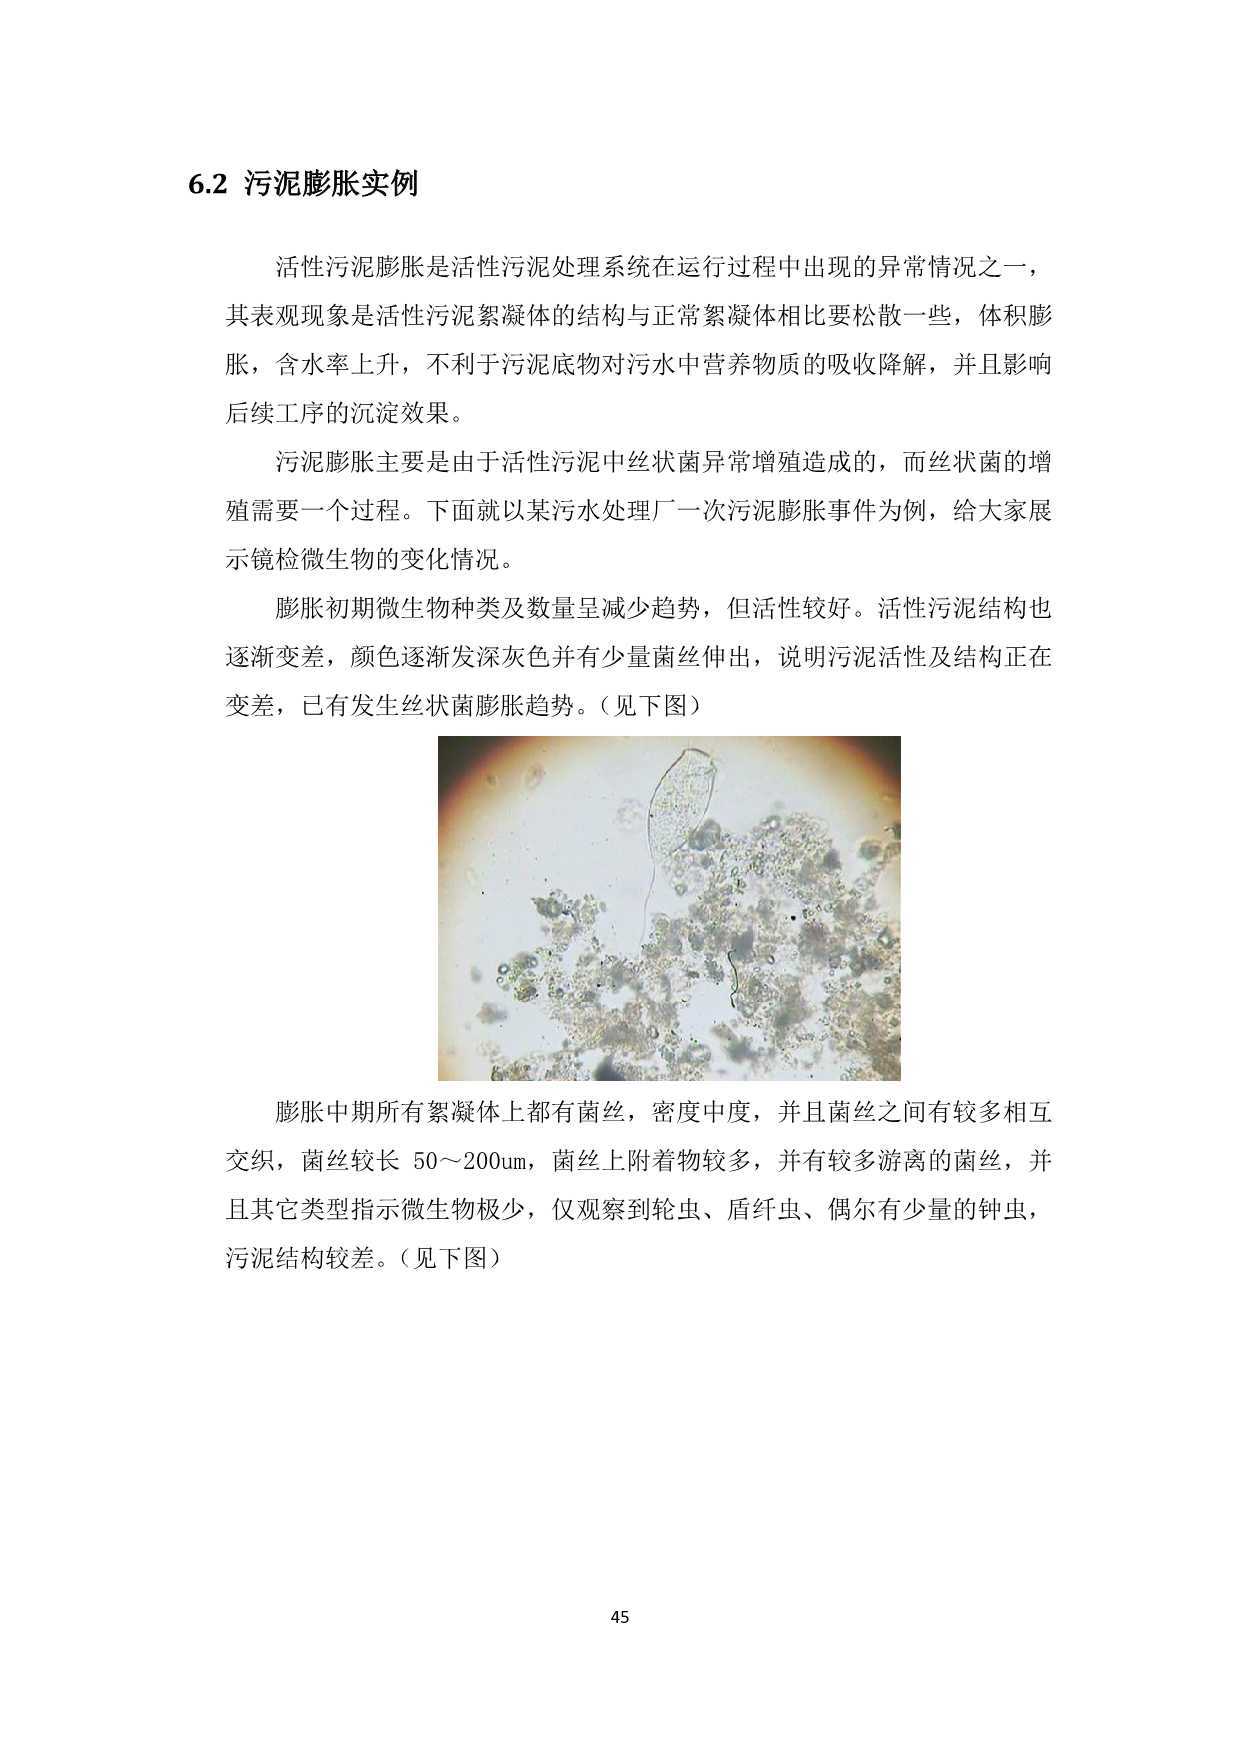 6.2 污泥膨胀实例
活性污泥膨胀是活性污泥处理系统在运行过程中出现的异常情况之一，
其表观现象是活性污泥絮凝体的结构与正常絮凝体相比要松散一些，体积膨
胀，含水率上升，不利于污泥底物对污水中营养物质的吸收降解，并且影响
后续工序的沉淀效果。
污泥膨胀主要是由于活性污泥中丝状菌异常增殖造成的，而丝状菌的增
殖需要一个过程。下面就以某污水处理厂一次污泥膨胀事件为例，给大家展
示镜检微生物的变化情况。
膨胀初期微生物种类及数量呈减少趋势，但活性较好。活性污泥结构也
逐渐变差，颜色逐渐发深灰色并有少量菌丝伸出，说明污泥活性及结构正在
变差，已有发生丝状菌膨胀趋势。（见下图）
膨胀中期所有絮凝体上都有菌丝，密度中度，并且菌丝之间有较多相互
交织，菌丝较长 50～200um，菌丝上附着物较多，并有较多游离的菌丝，并
且其它类型指示微生物极少，仅观察到轮虫、盾纤虫、偶尔有少量的钟虫，
污泥结构较差。（见下图）
45